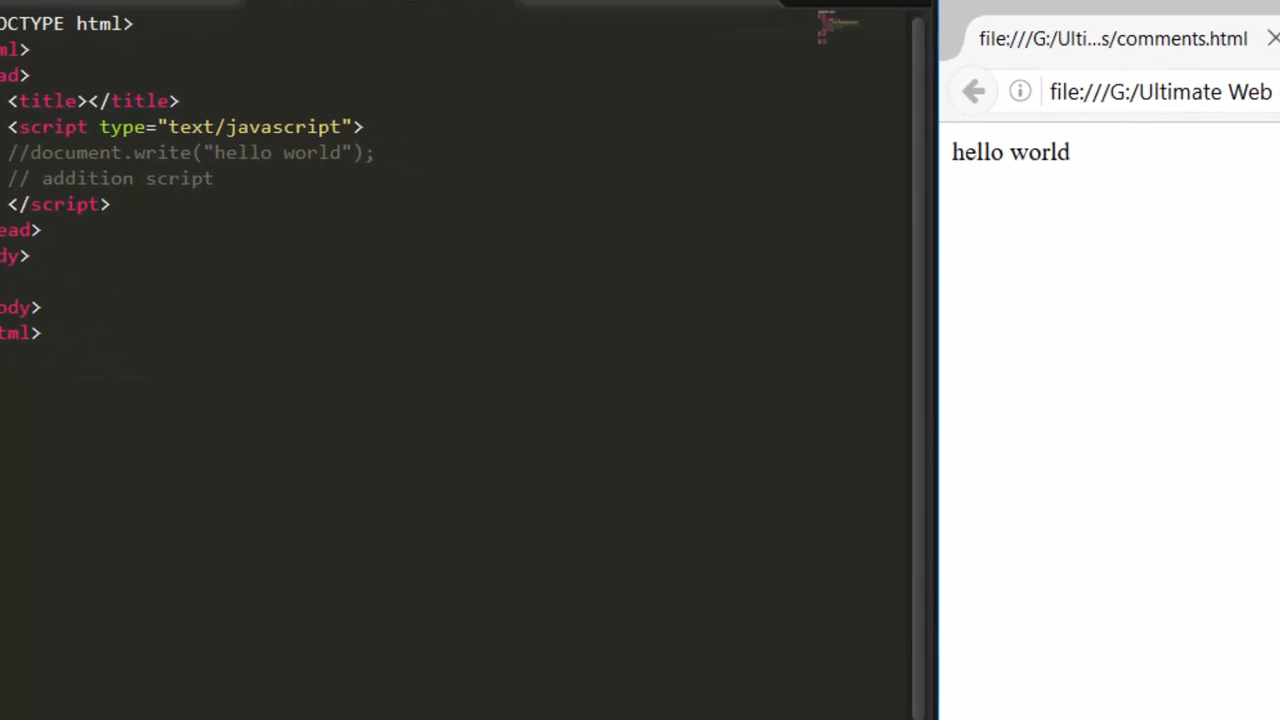 OCTYPE html>
ml>
ad>
<title></title>
<script type="text/javascript">
//document.write("hello world");
// addition script
</script>
ead>
dy>
ody>
tml>
file:///G:/Ulti...s/comments.html
file:///G:/Ultimate Web
hello world